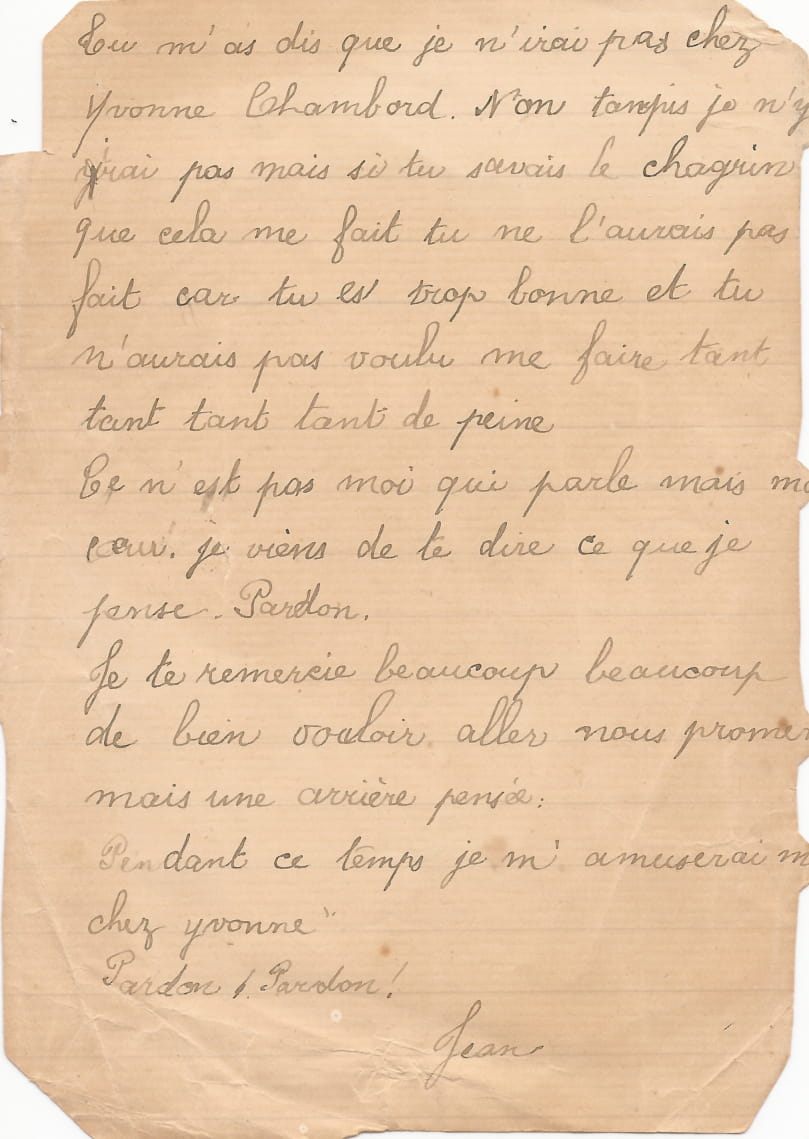 Tu m'as dis que je n'irai pas chez
Yvonne Chambord. Non tanpis je n'y
irai pas mais si tu savais le chagrin
que cela me fait tu ne l'aurais pas
fait car tu es trop bonne et tu
n'aurais pas voulu me faire tant
tant tant tant de peine
Ce n'est pas moi qui parle mais mo
cœur. je viens de te dire ce que je
pense. Pardon.
Je te remercie beaucoup beaucoup
de bien vouloir aller nous promen
mais une arrière pensée:
Pendant ce temps je m'amuserai m
chez yvonne"
Pardon! Pardon!
Jean